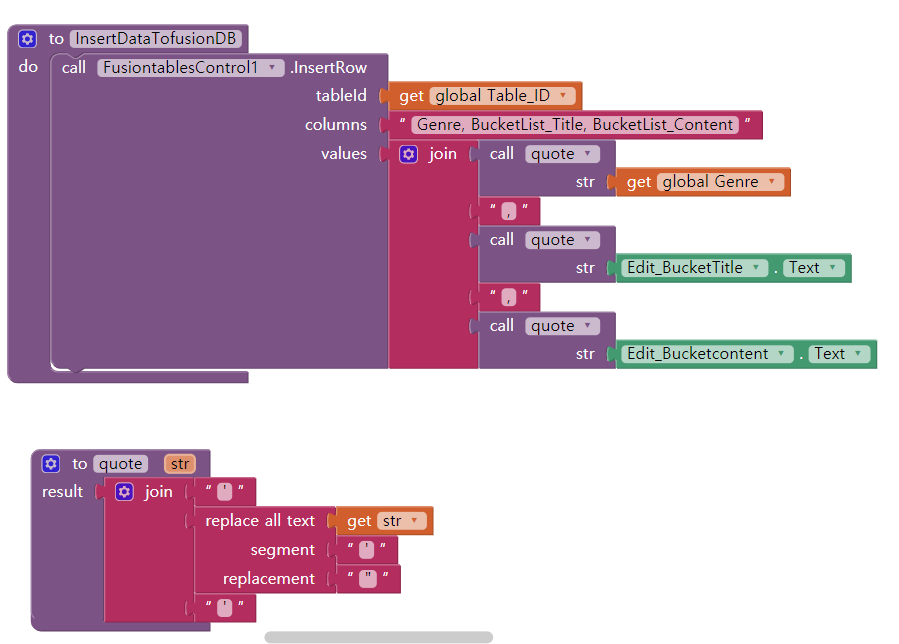 to InsertDataTofusionDB
do call FusiontablesControl1 .InsertRow
tableId get global Table_ID
columns " Genre, BucketList_Title, BucketList_Content "
values join call quote
str get global Genre
" , "
call quote
str Edit_BucketTitle . Text
" , "
call quote
str Edit_Bucketcontent . Text
to quote str
result join " ' "
replace all text get str
segment " ' "
replacement " " "
" ' "